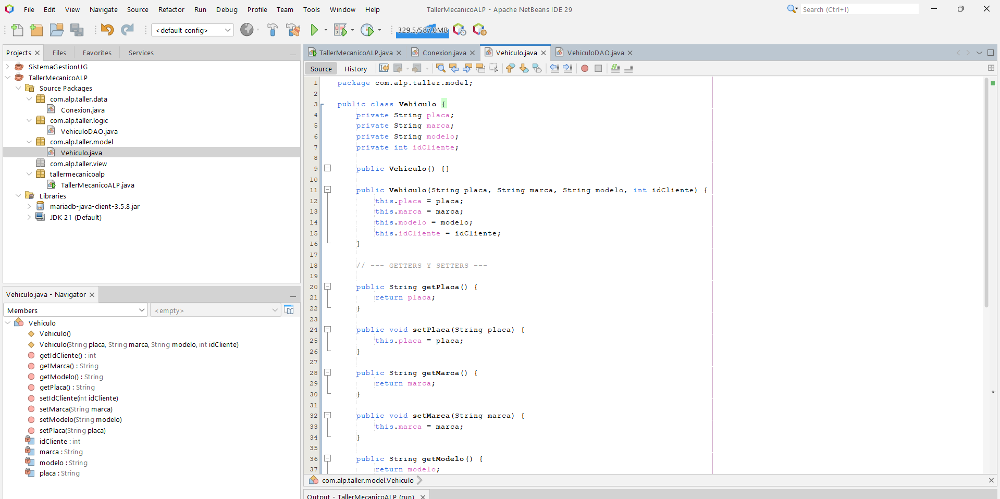 File Edit View Navigate Source Refactor Run Debug Profile Team Tools Window Help TallerMecanicoALP - Apache NetBeans IDE 29 Search (Ctrl+I)
<default config> 329.5/587.0MB
Projects Files Favorites Services
TallerMecanicoALP.java Conexion.java Vehiculo.java VehiculoDAO.java
SistemaGestionUG
TallerMecanicoALP
Source Packages
com.alp.taller.data
Conexion.java
com.alp.taller.logic
VehiculoDAO.java
com.alp.taller.model
Vehiculo.java
com.alp.taller.view
tallermecanicoalp
TallerMecanicoALP.java
Libraries
mariadb-java-client-3.5.8.jar
JDK 21 (Default)
Vehiculo.java - Navigator
Members <empty>
Vehiculo
Vehiculo()
Vehiculo(String placa, String marca, String modelo, int idCliente)
getIdCliente() : int
getMarca() : String
getModelo() : String
getPlaca() : String
setIdCliente(int idCliente)
setMarca(String marca)
setModelo(String modelo)
setPlaca(String placa)
idCliente : int
marca : String
modelo : String
placa : String
Source History
1 package com.alp.taller.model;
2
3 public class Vehiculo {
4 private String placa;
5 private String marca;
6 private String modelo;
7 private int idCliente;
8
9 public Vehiculo() {}
10
11 public Vehiculo(String placa, String marca, String modelo, int idCliente) {
12 this.placa = placa;
13 this.marca = marca;
14 this.modelo = modelo;
15 this.idCliente = idCliente;
16 }
17
18 // --- GETTERS Y SETTERS ---
19
20 public String getPlaca() {
21 return placa;
22 }
23
24 public void setPlaca(String placa) {
25 this.placa = placa;
26 }
27
28 public String getMarca() {
29 return marca;
30 }
31
32 public void setMarca(String marca) {
33 this.marca = marca;
34 }
35
36 public String getModelo() {
37 return modelo;
com.alp.taller.model.Vehiculo
Output - TallerMecanicoALP (run)